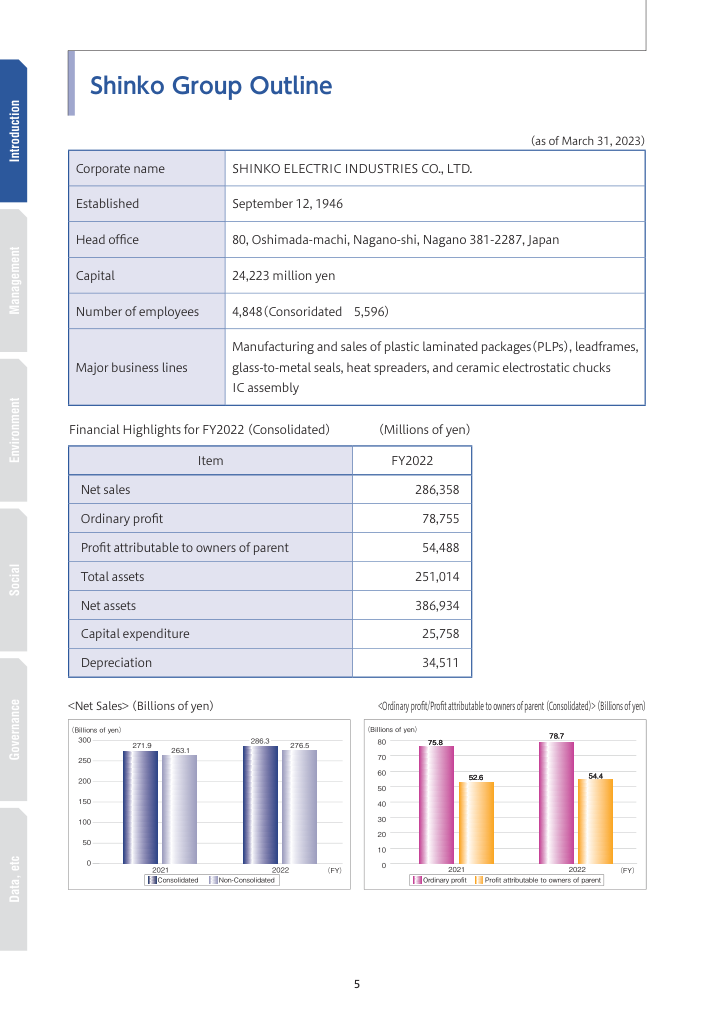 Shinko Group Outline
Introduction
Management
Environment
Social
Governance
Data, etc
(as of March 31, 2023)
Corporate name SHINKO ELECTRIC INDUSTRIES CO., LTD.
Established September 12, 1946
Head office 80, Oshimada-machi, Nagano-shi, Nagano 381-2287, Japan
Capital 24,223 million yen
Number of employees 4,848(Consoridated 5,596)
Major business lines
Manufacturing and sales of plastic laminated packages(PLPs), leadframes,
glass-to-metal seals, heat spreaders, and ceramic electrostatic chucks
IC assembly
Financial Highlights for FY2022 (Consolidated) (Millions of yen)
Item FY2022
Net sales 286,358
Ordinary profit 78,755
Profit attributable to owners of parent 54,488
Total assets 251,014
Net assets 386,934
Capital expenditure 25,758
Depreciation 34,511
<Net Sales> (Billions of yen)
(Billions of yen)
300
250
200
150
100
50
0
271.9 263.1 286.3 276.5
2021 2022 (FY)
Consolidated Non-Consolidated
<Ordinary profit/Profit attributable to owners of parent (Consolidated)> (Billions of yen)
(Billions of yen)
80
70
60
50
40
30
20
10
0
75.8 52.6 78.7 54.4
2021 2022 (FY)
Ordinary profit Profit attributable to owners of parent
5